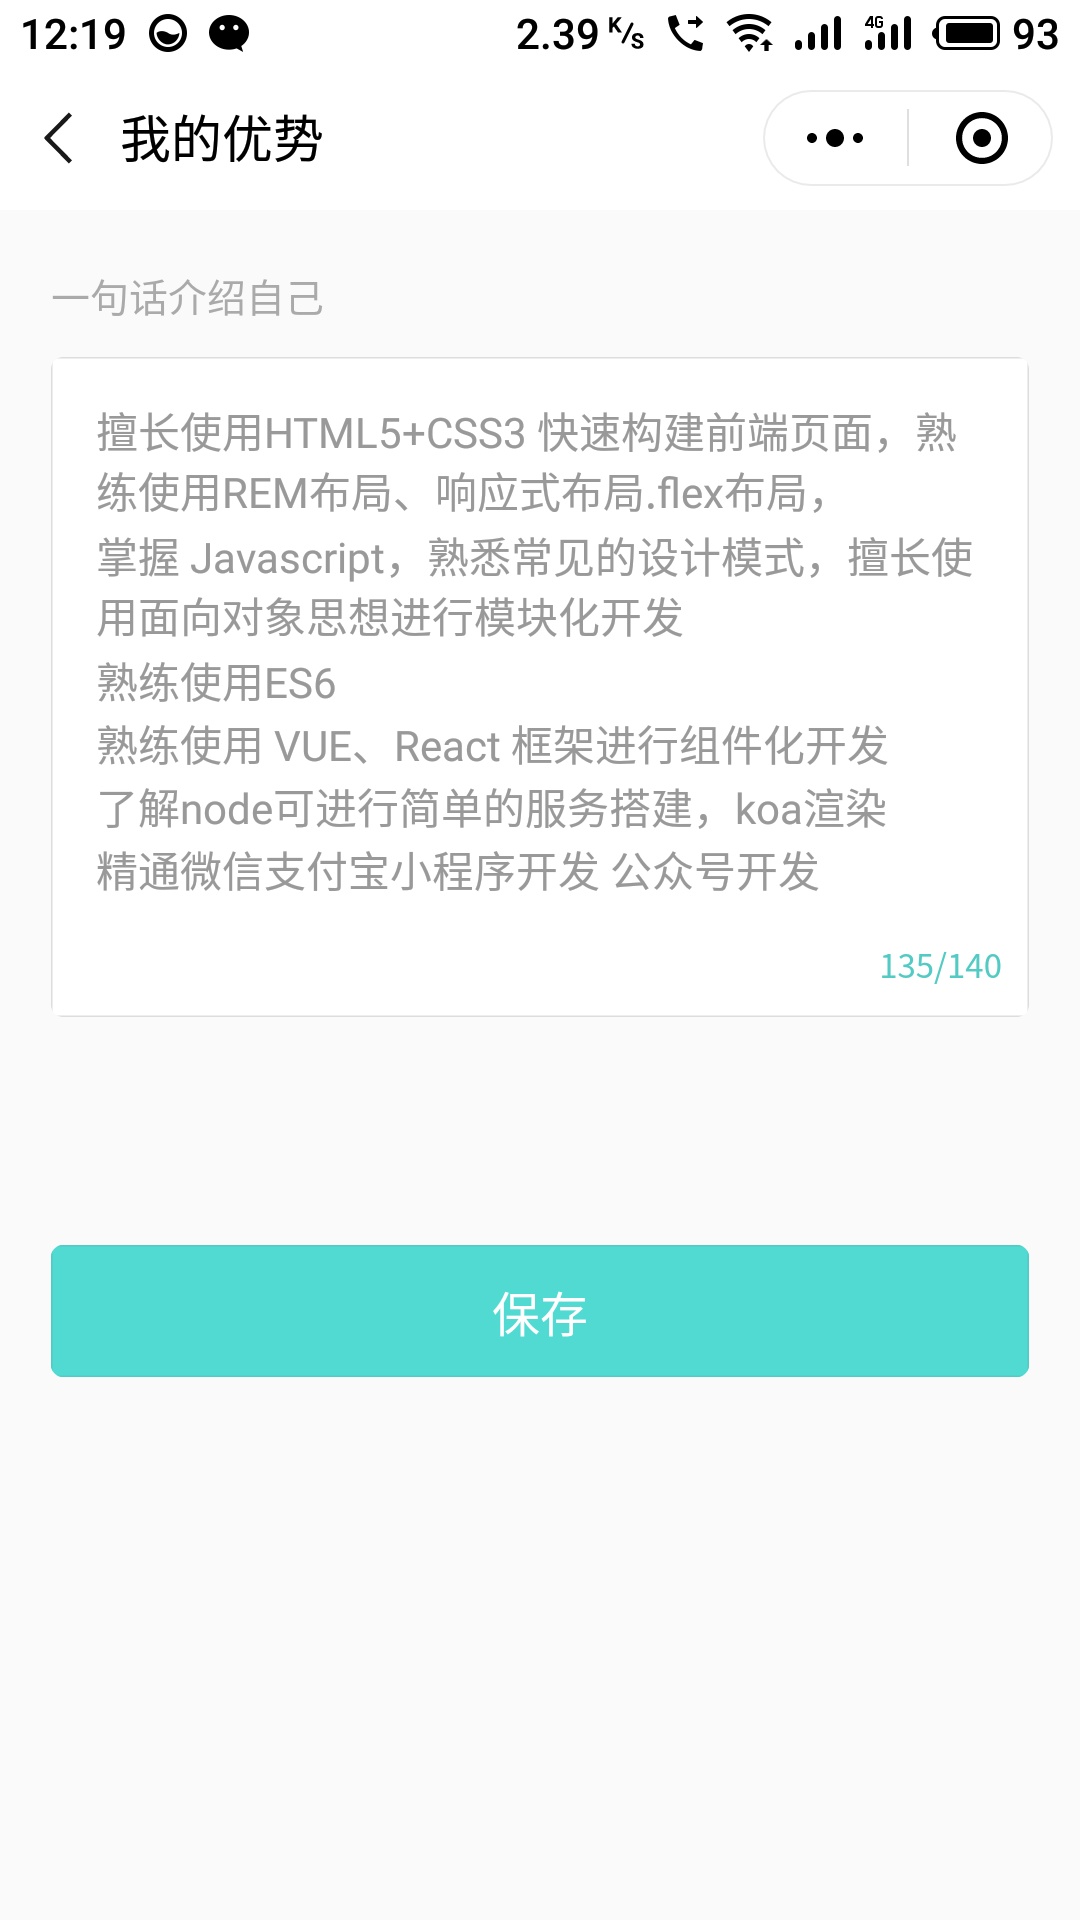 12:19 2.39 K/s 4G 93
我的优势
一句话介绍自己
擅长使用HTML5+CSS3 快速构建前端页面，熟
练使用REM布局、响应式布局.flex布局，
掌握 Javascript，熟悉常见的设计模式，擅长使
用面向对象思想进行模块化开发
熟练使用ES6
熟练使用 VUE、React 框架进行组件化开发
了解node可进行简单的服务搭建，koa渲染
精通微信支付宝小程序开发 公众号开发
135/140
保存